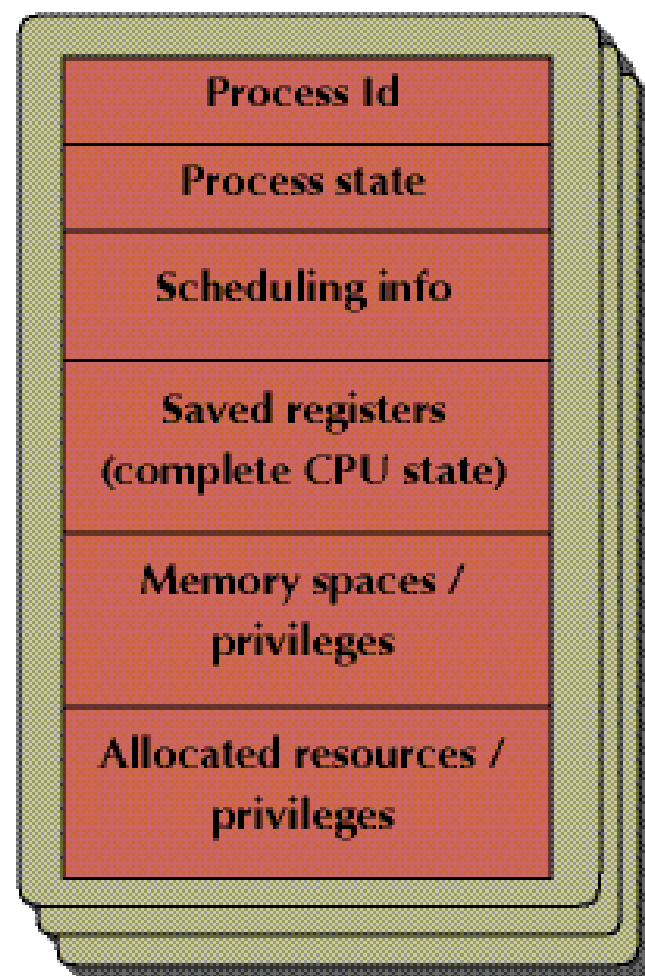 Process Id
Process state
Scheduling info
Saved registers
(complete CPU state)
Memory spaces /
privileges
Allocated resources /
privileges